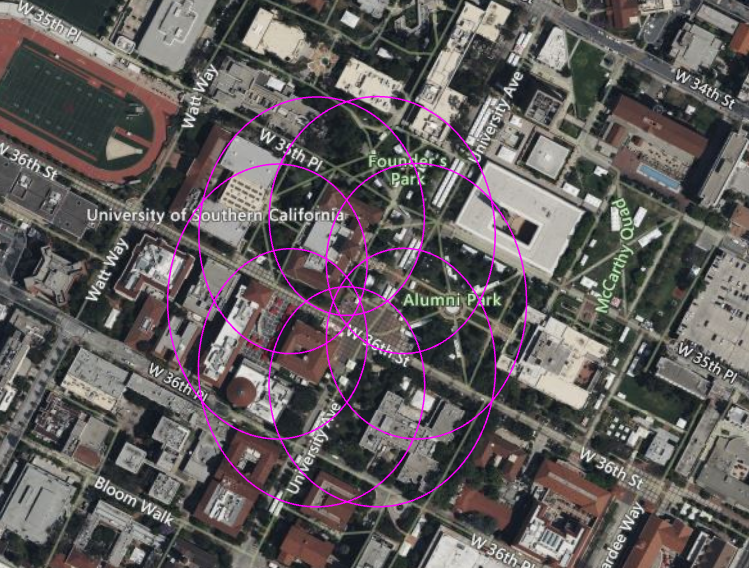 W 35th Pl
W 34th St
Watt Way
University Ave
W 35th Pl
Founder's
Park
W 36th St
University of Southern California
McCarthy Quad
Watt Way
Alumni Park
W 36th St
W 35th Pl
W 36th Pl
University Ave
W 36th St
Bloom Walk
ardee Way
W 36th Pl